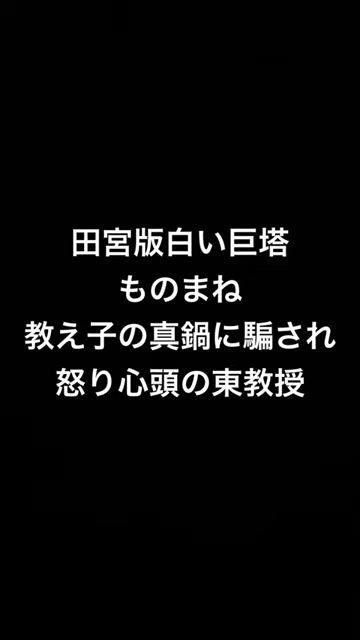 田宮版白い巨塔
ものまね
教え子の真鍋に騙され
怒り心頭の東教授